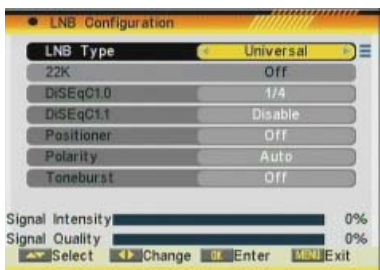 LNB Configuration
LNB Type Universal
22K Off
DiSEqC1.0 1/4
DiSEqC1.1 Disable
Positioner Off
Polarity Auto
Toneburst Off
Signal Intensity 0%
Signal Quality 0%
Select Change OK Enter MENU Exit